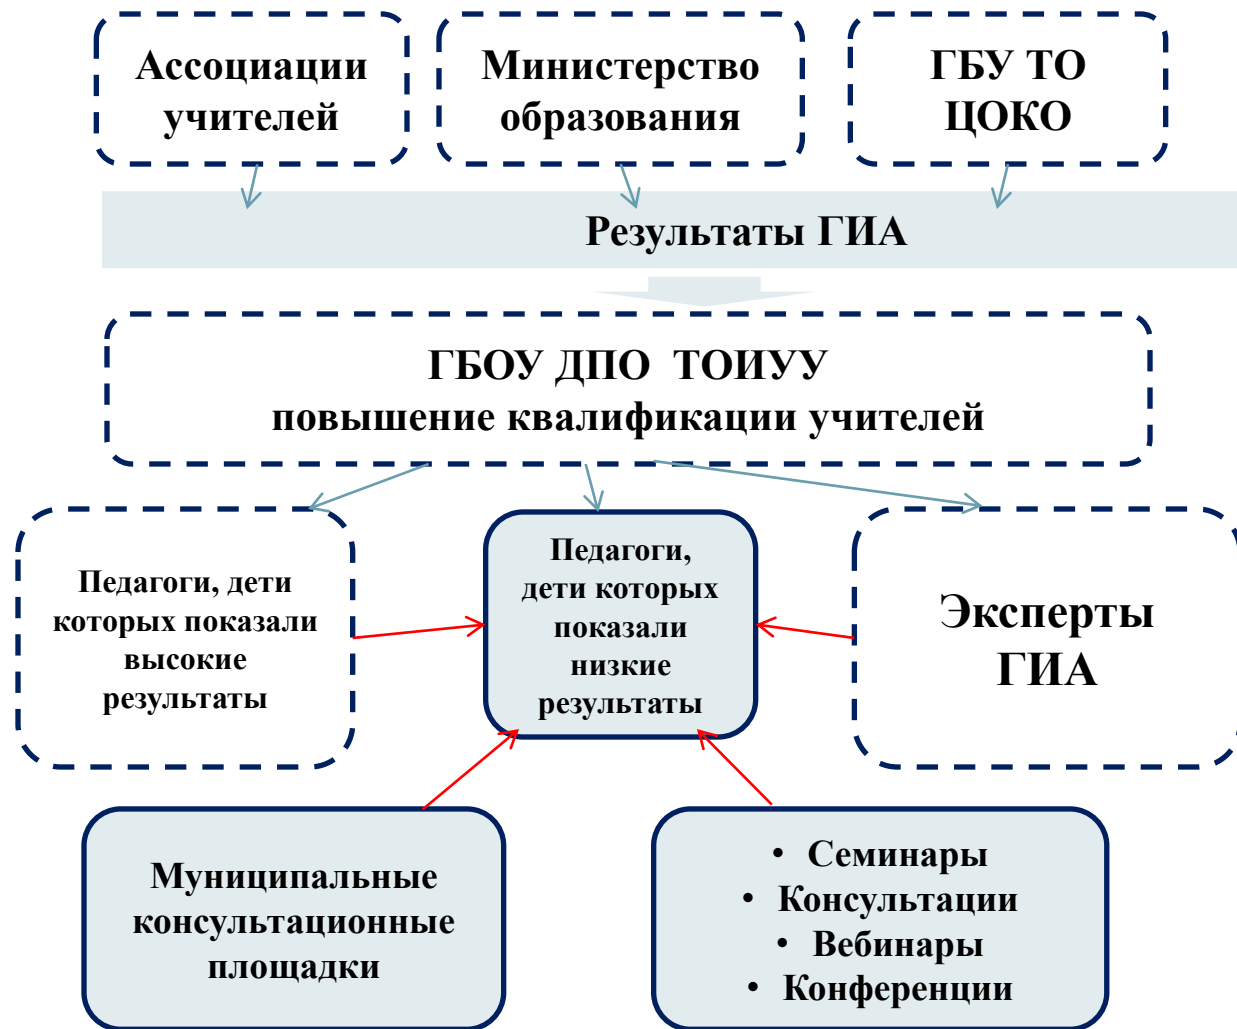 Ассоциации
учителей
Министерство
образования
ГБУ ТО
ЦОКО
Результаты ГИА
ГБОУ ДПО ТОИУУ
повышение квалификации учителей
Педагоги, дети
которых показали
высокие
результаты
Педагоги,
дети которых
показали
низкие
результаты
Эксперты
ГИА
Муниципальные
консультационные
площадки
• Семинары
• Консультации
• Вебинары
• Конференции